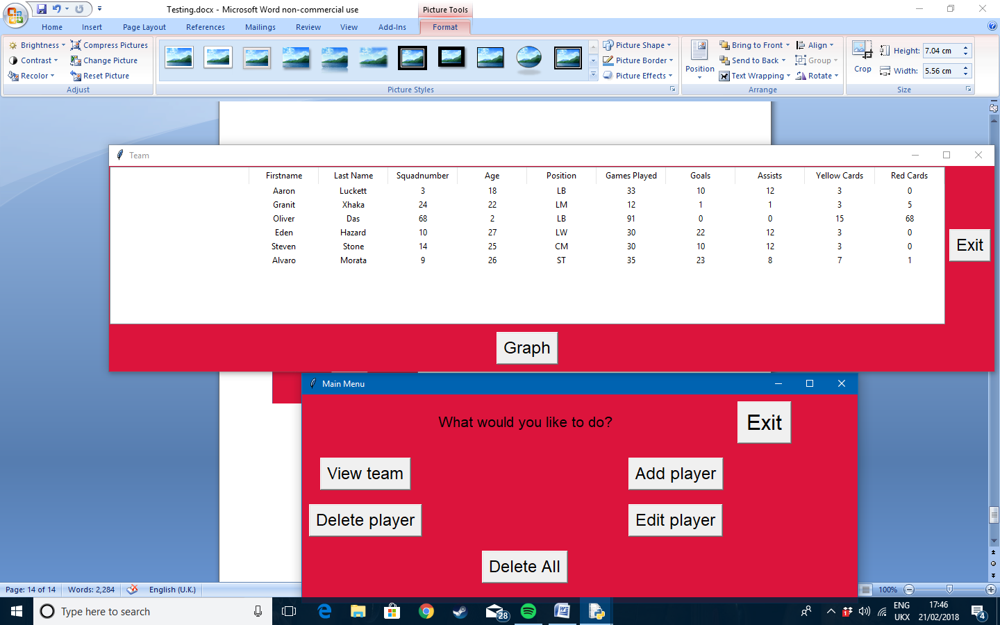 Testing.docx - Microsoft Word non-commercial use
Picture Tools
Home Insert Page Layout References Mailings Review View Add-Ins Format
Brightness Compress Pictures
Contrast Change Picture
Recolor Reset Picture
Adjust
Picture Styles
Picture Shape
Picture Border
Picture Effects
Position
Bring to Front
Send to Back
Text Wrapping
Align
Group
Rotate
Arrange
Crop
Height: 7.04 cm
Width: 5.56 cm
Size
Team
Firstname Last Name Squadnumber Age Position Games Played Goals Assists Yellow Cards Red Cards
Aaron Luckett 3 18 LB 33 10 12 3 0
Granit Xhaka 24 22 LM 12 1 1 3 5
Oliver Das 68 2 LB 91 0 0 15 68
Eden Hazard 10 27 LW 30 22 12 3 0
Steven Stone 14 25 CM 30 10 12 3 0
Alvaro Morata 9 26 ST 35 23 8 7 1
Exit
Graph
Main Menu
What would you like to do?
Exit
View team
Add player
Delete player
Edit player
Delete All
Page: 14 of 14 Words: 2,284 English (U.K.) 100%
Type here to search
28
ENG
UKX
17:46
21/02/2018
4